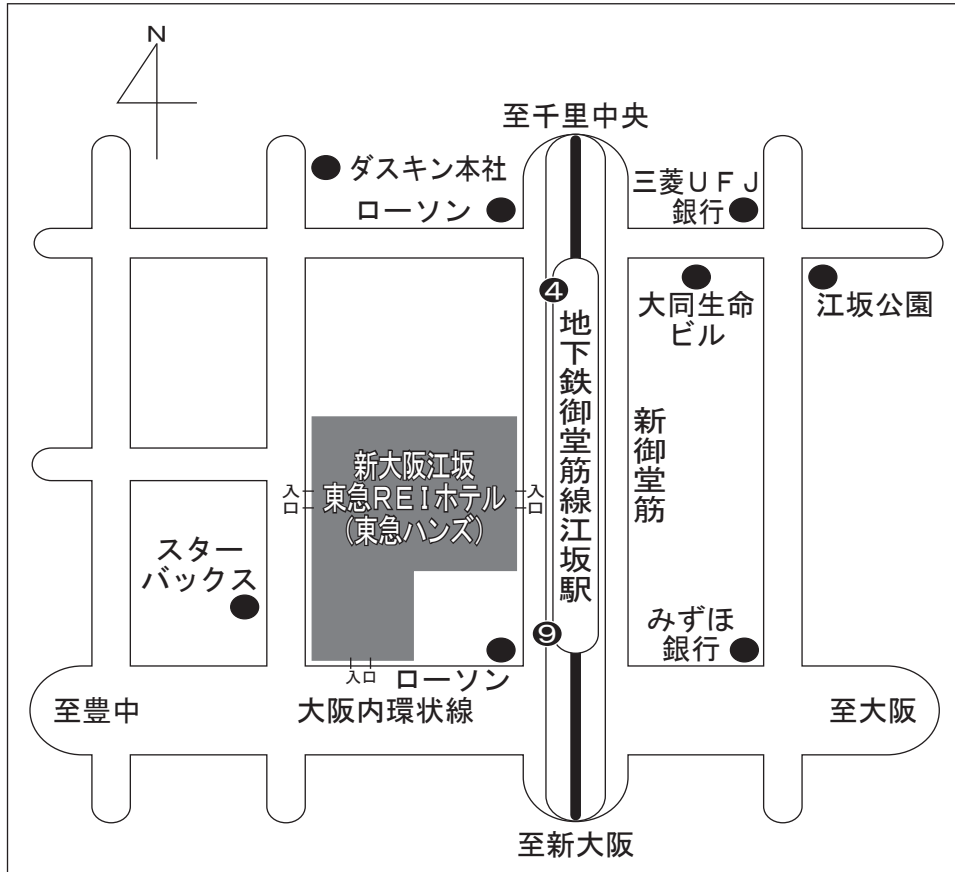 N
至千里中央
ダスキン本社
ローソン
三菱ＵＦＪ
銀行
❹
大同生命
ビル
江坂公園
地下鉄御堂筋線江坂駅
新御堂筋
新大阪江坂
東急ＲＥＩホテル
(東急ハンズ)
入口
入口
スター
バックス
❾
みずほ
銀行
入口
ローソン
至豊中
大阪内環状線
至大阪
至新大阪